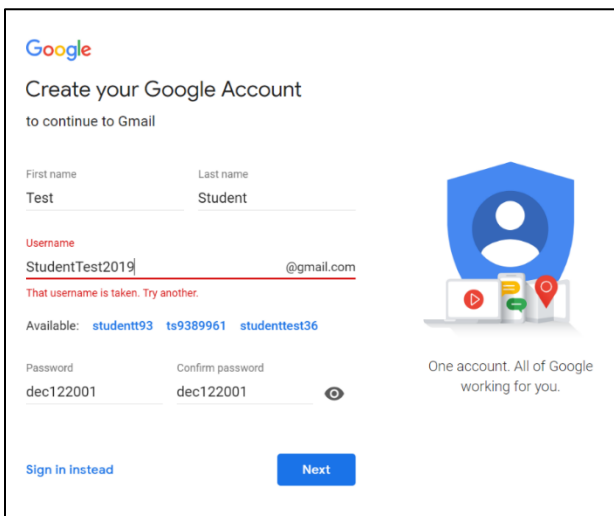 Google
Create your Google Account
to continue to Gmail
First name Last name
Test Student
Username
StudentTest2019 @gmail.com
That username is taken. Try another.
Available: studentt93 ts9389961 studenttest36
Password Confirm password
dec122001 dec122001
Sign in instead Next
One account. All of Google
working for you.